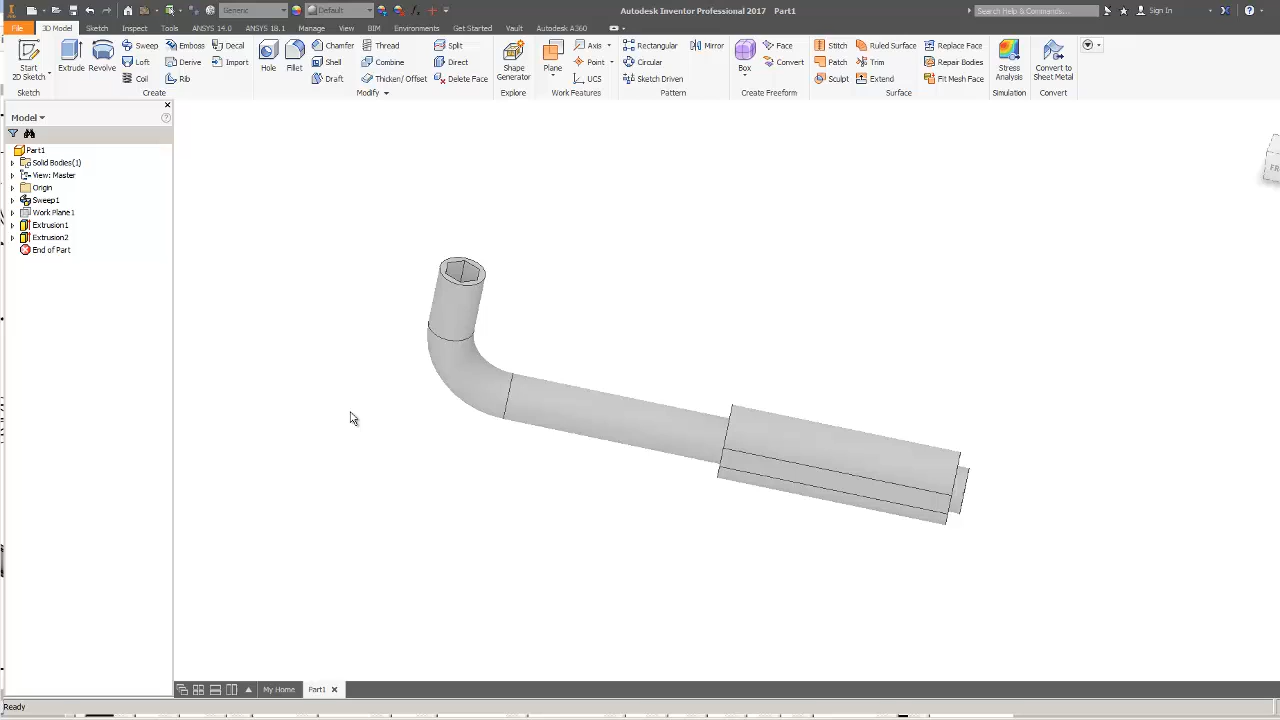 Generic Default Autodesk Inventor Professional 2017 Part1 Search Help & Commands... Sign In
File 3D Model Sketch Inspect Tools ANSYS 14.0 ANSYS 18.1 Manage View BIM Environments Get Started Vault Autodesk A360
Sweep Emboss Decal Chamfer Thread Split Axis Rectangular Mirror Face Stitch Ruled Surface Replace Face
Start 2D Sketch Extrude Revolve Loft Derive Import Hole Fillet Shell Combine Direct Shape Generator Plane Point Circular Box Convert Patch Trim Repair Bodies Stress Analysis Convert to Sheet Metal
Coil Rib Draft Thicken/ Offset Delete Face UCS Sketch Driven Sculpt Extend Fit Mesh Face
Sketch Create Modify Explore Work Features Pattern Create Freeform Surface Simulation Convert
Model
Part1
Solid Bodies(1)
View: Master
Origin
Sweep1
Work Plane1
Extrusion1
Extrusion2
End of Part
My Home Part1
Ready